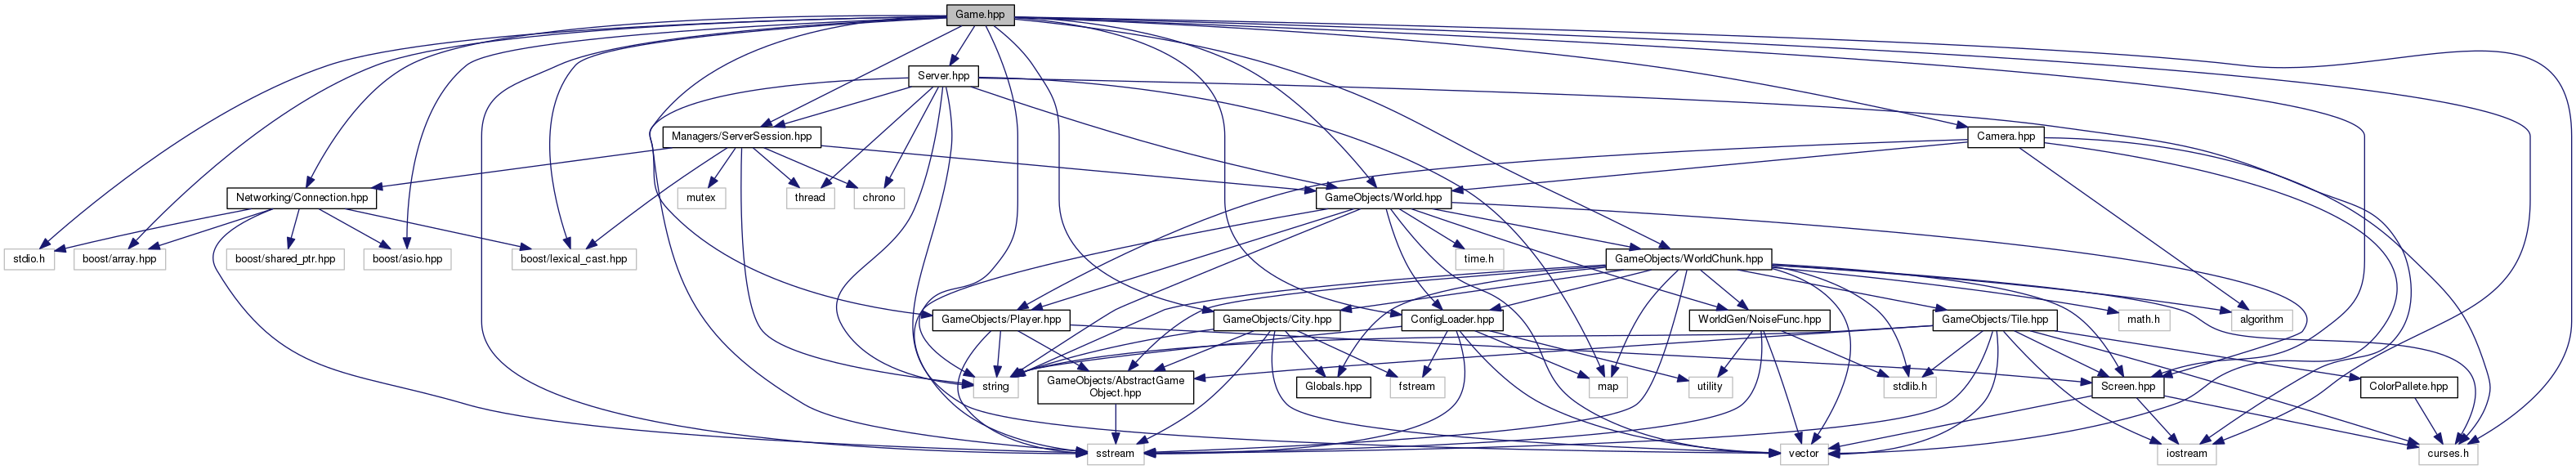 Game.hpp
Server.hpp
Managers/ServerSession.hpp
Camera.hpp
Networking/Connection.hpp
mutex
thread
chrono
GameObjects/World.hpp
stdio.h
boost/array.hpp
boost/shared_ptr.hpp
boost/asio.hpp
boost/lexical_cast.hpp
time.h
GameObjects/WorldChunk.hpp
GameObjects/Player.hpp
GameObjects/City.hpp
ConfigLoader.hpp
WorldGen/NoiseFunc.hpp
GameObjects/Tile.hpp
math.h
algorithm
string
GameObjects/AbstractGame
Object.hpp
Globals.hpp
fstream
map
utility
stdlib.h
Screen.hpp
ColorPallete.hpp
sstream
vector
iostream
curses.h